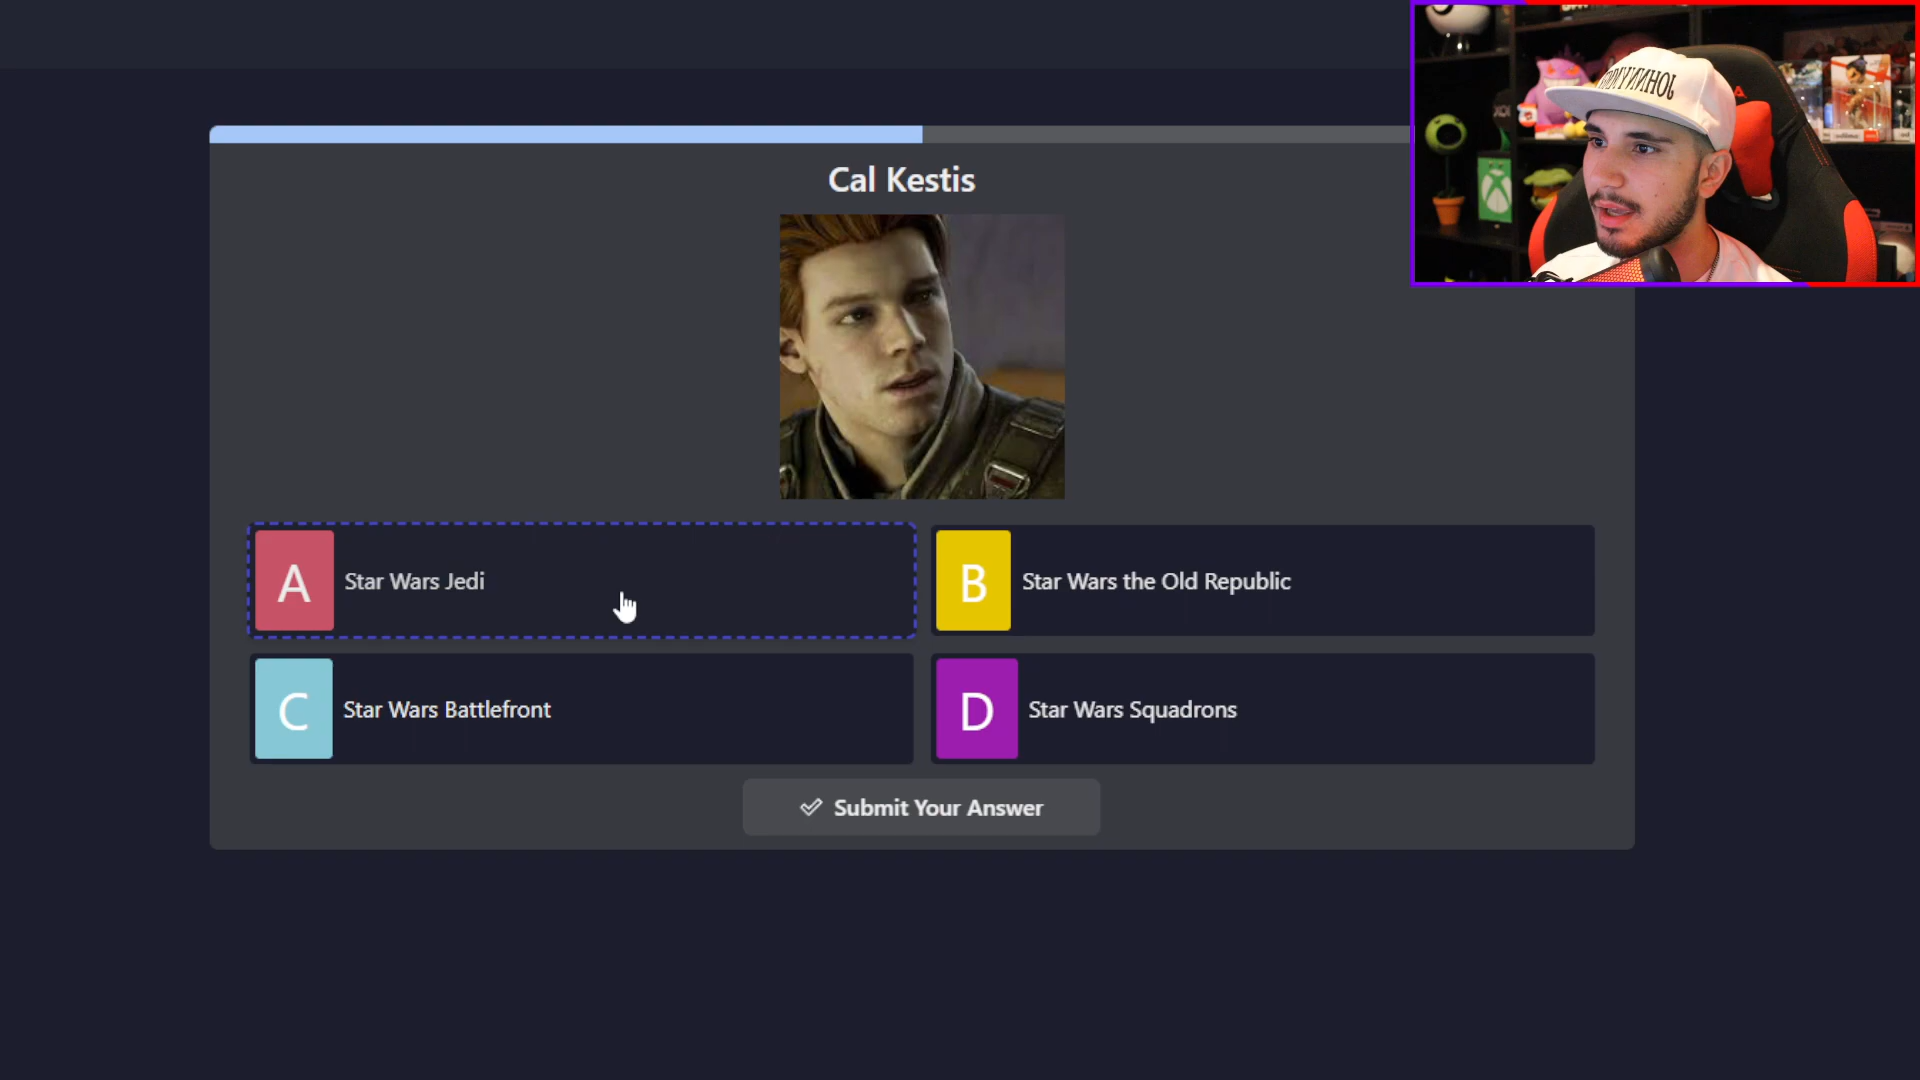 Cal Kestis
A Star Wars Jedi
B Star Wars the Old Republic
C Star Wars Battlefront
D Star Wars Squadrons
Submit Your Answer
JOHNNY